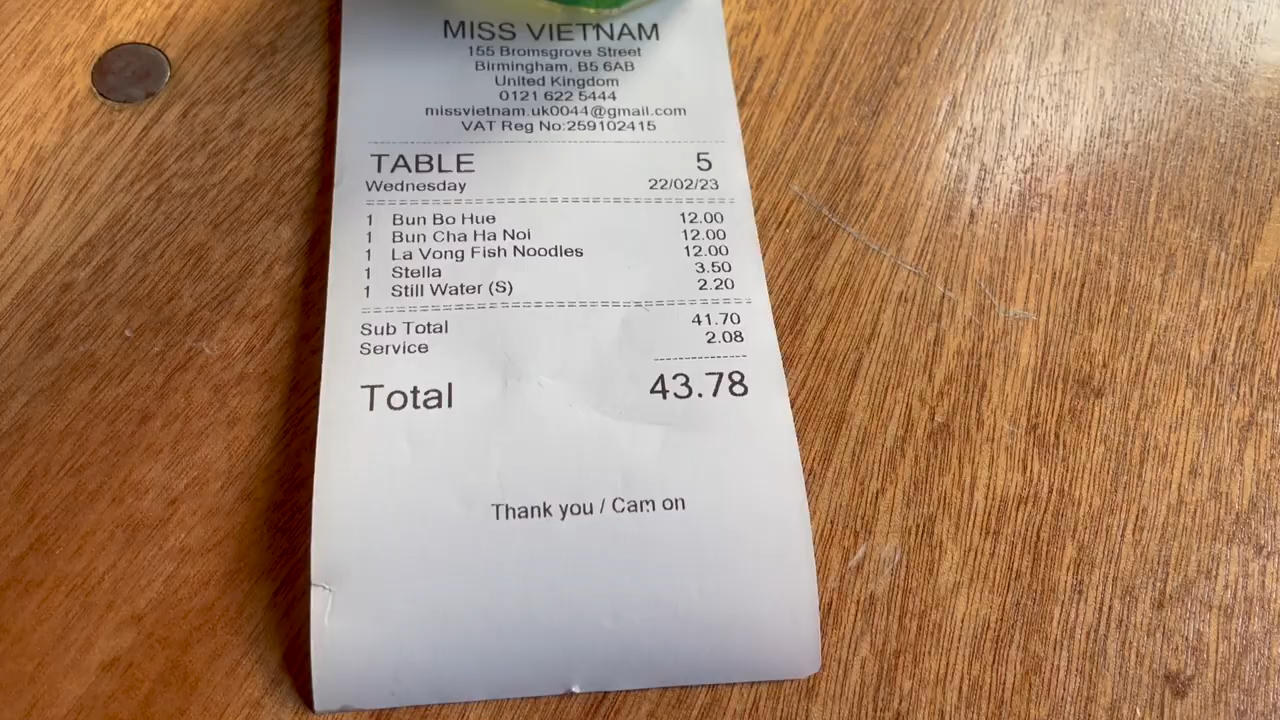 MISS VIETNAM
155 Bromsgrove Street
Birmingham, B5 6AB
United Kingdom
0121 622 5444
missvietnam.uk0044@gmail.com
VAT Reg No:259102415
TABLE 5
Wednesday 22/02/23
1 Bun Bo Hue 12.00
1 Bun Cha Ha Noi 12.00
1 La Vong Fish Noodles 12.00
1 Stella 3.50
1 Still Water (S) 2.20
Sub Total 41.70
Service 2.08
Total 43.78
Thank you / Cam on